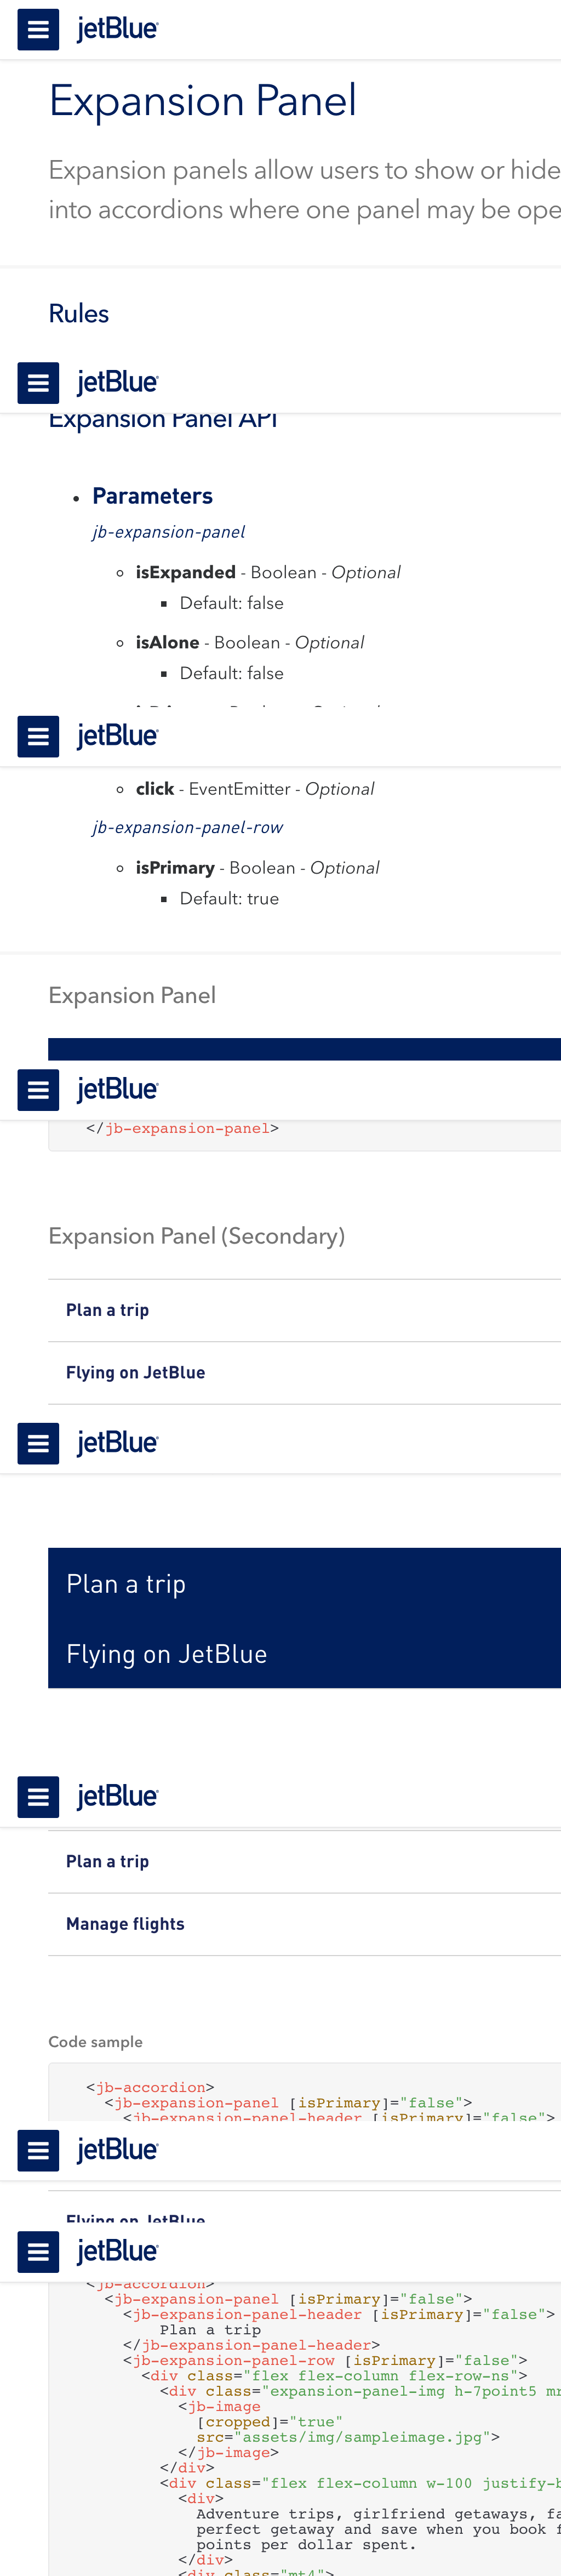 jetBlue
Expansion Panel
Expansion panels allow users to show or hide
into accordions where one panel may be ope
Rules
jetBlue
Expansion Panel API
Parameters
jb-expansion-panel
isExpanded - Boolean - Optional
Default: false
isAlone - Boolean - Optional
Default: false
jetBlue
click - EventEmitter - Optional
jb-expansion-panel-row
isPrimary - Boolean - Optional
Default: true
Expansion Panel
jetBlue
</jb-expansion-panel>
Expansion Panel (Secondary)
Plan a trip
Flying on JetBlue
jetBlue
Plan a trip
Flying on JetBlue
jetBlue
Plan a trip
Manage flights
Code sample
<jb-accordion>
<jb-expansion-panel [isPrimary]="false">
<jb-expansion-panel-header [isPrimary]="false">
jetBlue
Flying on JetBlue
jetBlue
<jb-accordion>
<jb-expansion-panel [isPrimary]="false">
<jb-expansion-panel-header [isPrimary]="false">
Plan a trip
</jb-expansion-panel-header>
<jb-expansion-panel-row [isPrimary]="false">
<div class="flex flex-column flex-row-ns">
<div class="expansion-panel-img h-7point5 mr
<jb-image
[cropped]="true"
src="assets/img/sampleimage.jpg">
</jb-image>
</div>
<div class="flex flex-column w-100 justify-b
<div>
Adventure trips, girlfriend getaways, fa
perfect getaway and save when you book f
points per dollar spent.
</div>
<div class="mt4">